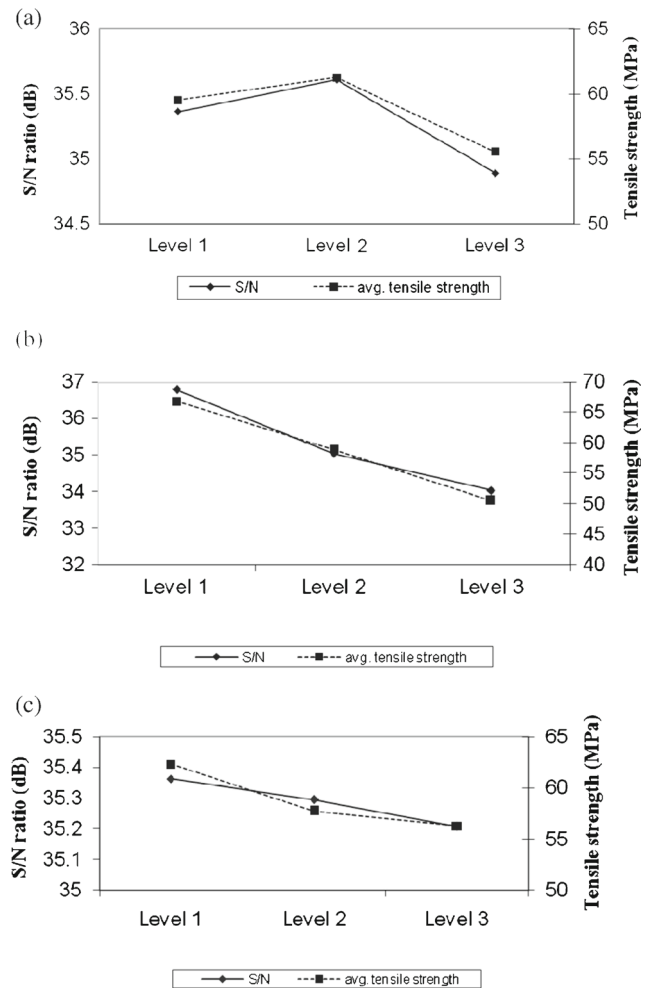 (a)
36
35.5
35
34.5
S/N ratio (dB)
65
60
55
50
Tensile strength (MPa)
Level 1 Level 2 Level 3
S/N avg. tensile strength
(b)
37
36
35
34
33
32
S/N ratio (dB)
70
65
60
55
50
45
40
Tensile strength (MPa)
Level 1 Level 2 Level 3
S/N avg. tensile strength
(c)
35.5
35.4
35.3
35.2
35.1
35
S/N ratio (dB)
65
60
55
50
Tensile strength (MPa)
Level 1 Level 2 Level 3
S/N avg. tensile strength